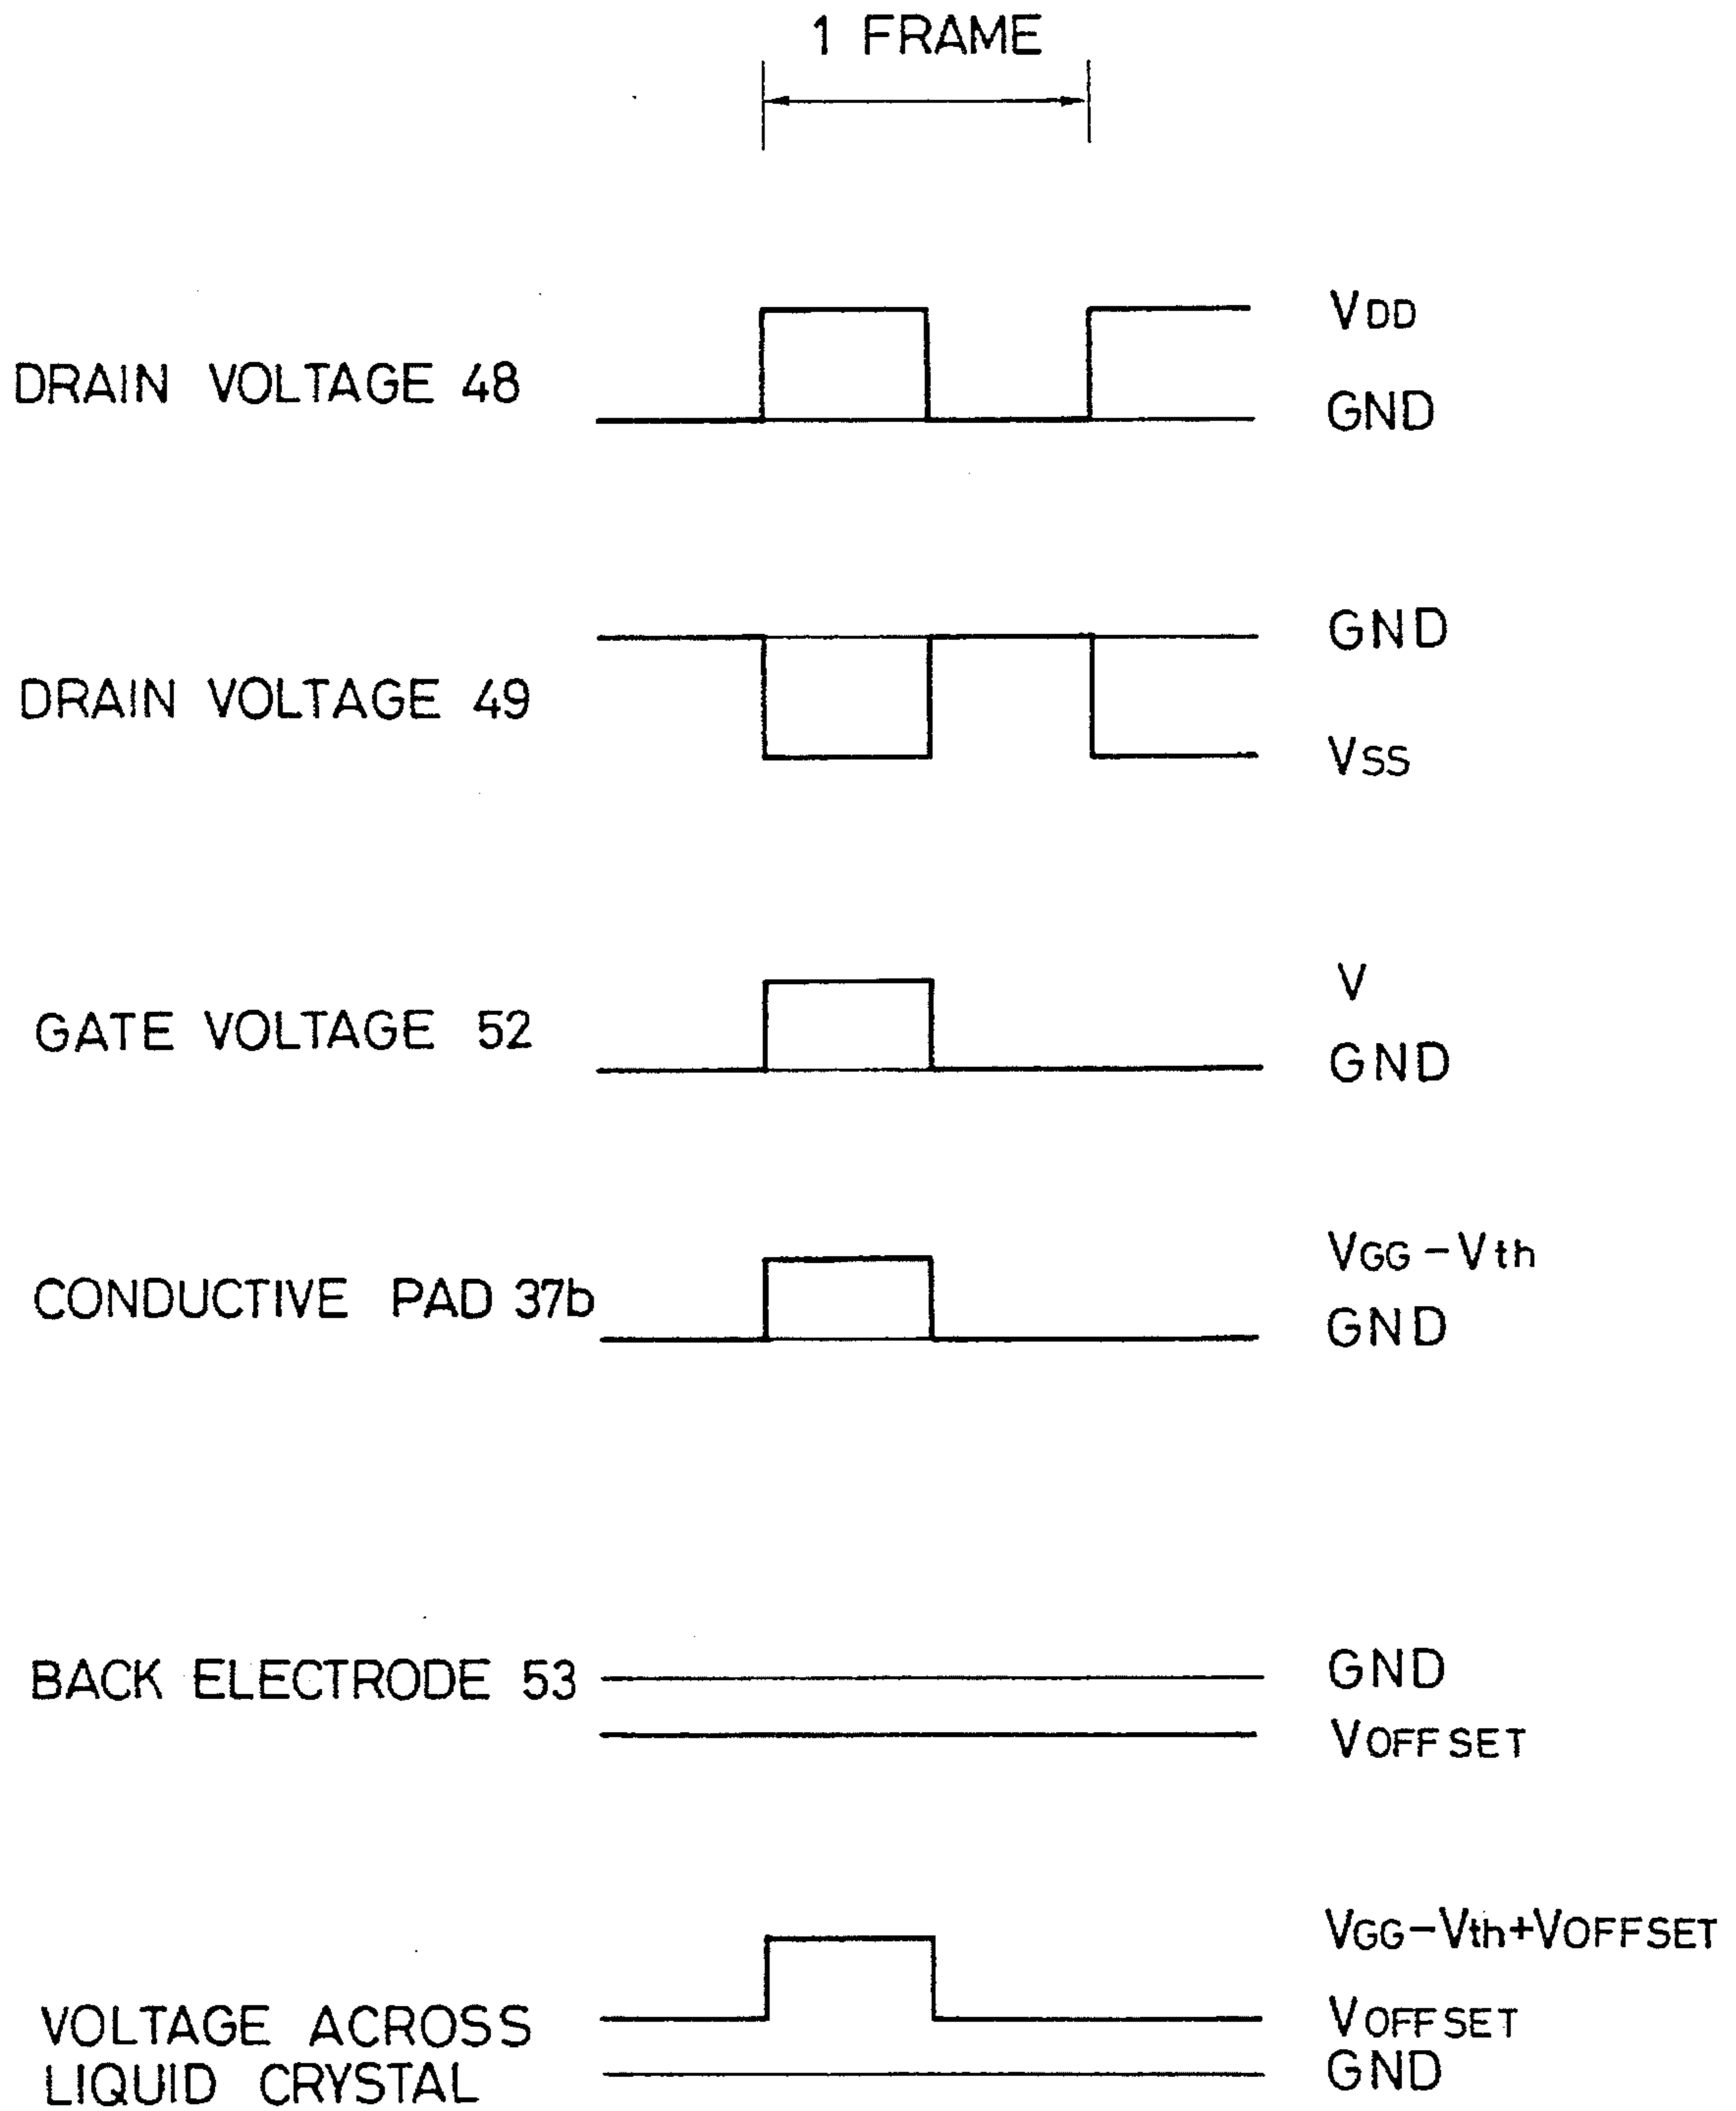 1 FRAME
VDD
DRAIN VOLTAGE 48
GND
GND
DRAIN VOLTAGE 49
VSS
V
GATE VOLTAGE 52
GND
VGG-Vth
CONDUCTIVE PAD 37b
GND
BACK ELECTRODE 53
GND
VOFFSET
VGG-Vth+VOFFSET
VOLTAGE ACROSS
VOFFSET
LIQUID CRYSTAL
GND